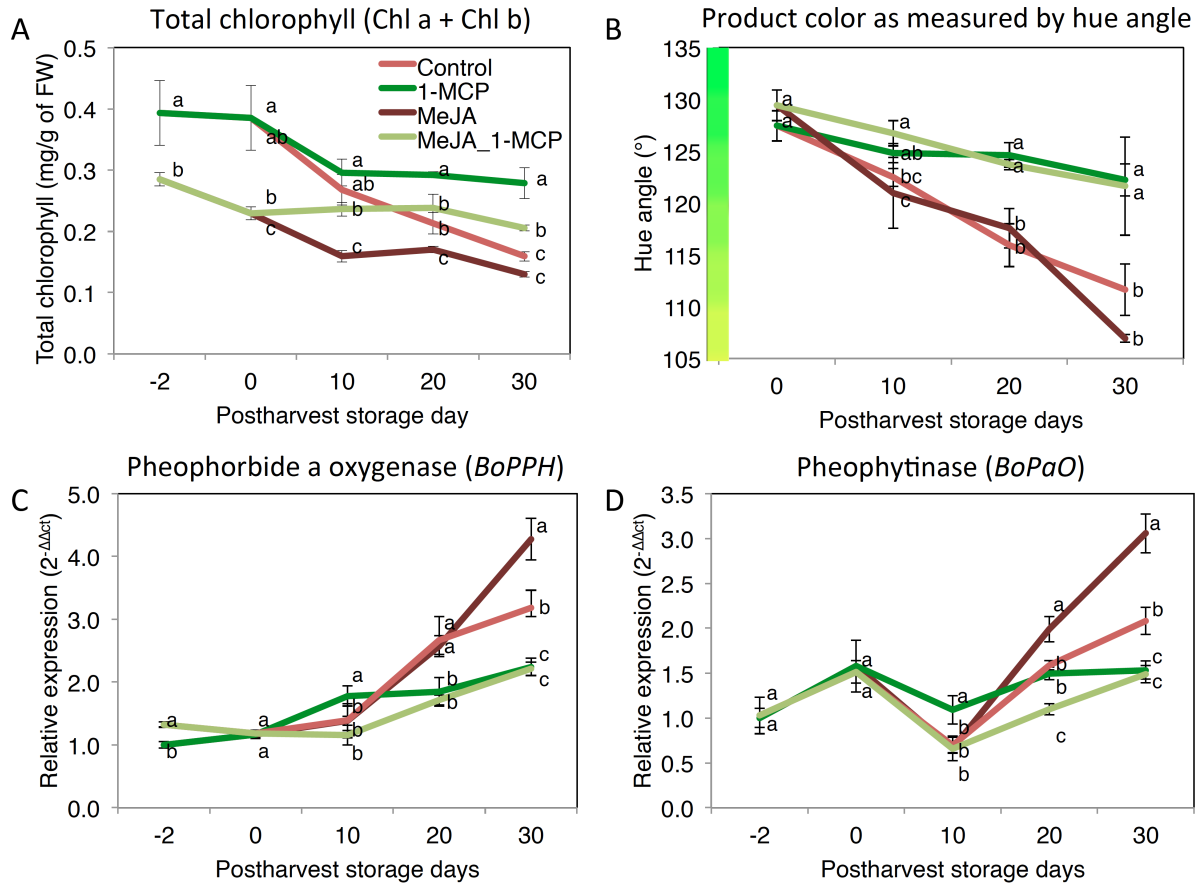 A
Total chlorophyll (Chl a + Chl b)
Total chlorophyll (mg/g of FW)
0.5
0.4
0.3
0.2
0.1
0.0
Control
1-MCP
MeJA
MeJA_1-MCP
a
b
a
ab
b
c
a
ab
b
c
a
b
b
c
a
b
c
c
-2 0 10 20 30
Postharvest storage day
B
Product color as measured by hue angle
Hue angle (°)
135
130
125
120
115
110
105
a
a
a
ab
bc
c
a
a
b
b
a
a
b
b
0 10 20 30
Postharvest storage days
C
Pheophorbide a oxygenase (BoPPH)
Relative expression (2-ΔΔct)
5.0
4.0
3.0
2.0
1.0
0.0
a
b
a
a
a
b
b
b
a
a
b
b
a
b
c
c
-2 0 10 20 30
Postharvest storage days
D
Pheophytinase (BoPaO)
Relative expression (2-ΔΔct)
3.5
3.0
2.5
2.0
1.5
1.0
0.5
0.0
a
a
a
a
a
b
b
b
a
b
b
c
a
b
c
c
-2 0 10 20 30
Postharvest storage days